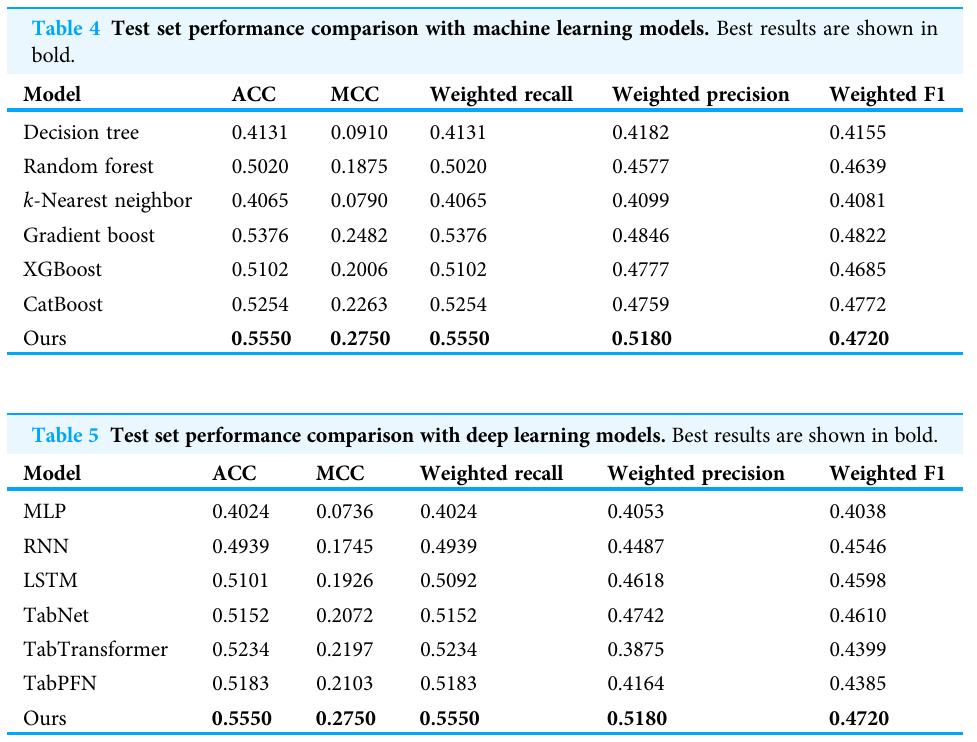 Table 4 Test set performance comparison with machine learning models. Best results are shown in
bold.
Model ACC MCC Weighted recall Weighted precision Weighted F1
Decision tree 0.4131 0.0910 0.4131 0.4182 0.4155
Random forest 0.5020 0.1875 0.5020 0.4577 0.4639
k-Nearest neighbor 0.4065 0.0790 0.4065 0.4099 0.4081
Gradient boost 0.5376 0.2482 0.5376 0.4846 0.4822
XGBoost 0.5102 0.2006 0.5102 0.4777 0.4685
CatBoost 0.5254 0.2263 0.5254 0.4759 0.4772
Ours 0.5550 0.2750 0.5550 0.5180 0.4720
Table 5 Test set performance comparison with deep learning models. Best results are shown in bold.
Model ACC MCC Weighted recall Weighted precision Weighted F1
MLP 0.4024 0.0736 0.4024 0.4053 0.4038
RNN 0.4939 0.1745 0.4939 0.4487 0.4546
LSTM 0.5101 0.1926 0.5092 0.4618 0.4598
TabNet 0.5152 0.2072 0.5152 0.4742 0.4610
TabTransformer 0.5234 0.2197 0.5234 0.3875 0.4399
TabPFN 0.5183 0.2103 0.5183 0.4164 0.4385
Ours 0.5550 0.2750 0.5550 0.5180 0.4720